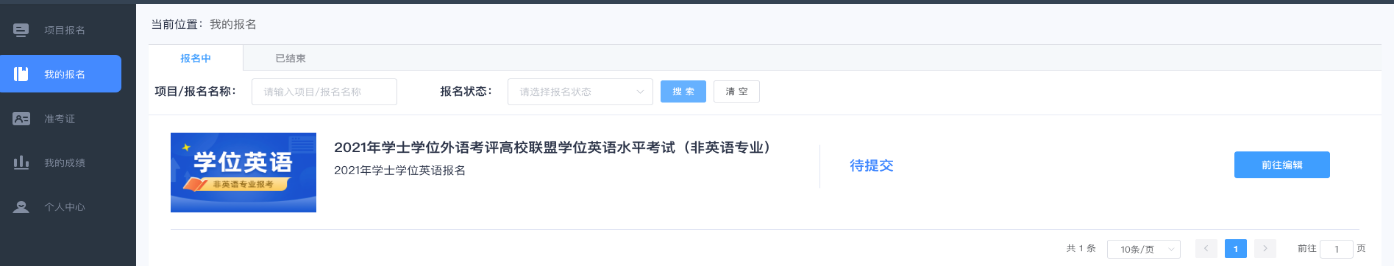 项目报名
我的报名
准考证
我的成绩
个人中心
当前位置：我的报名
报名中 已结束
项目/报名名称： 请输入项目/报名名称 报名状态： 请选择报名状态 搜索 清空
学位英语
非英语专业报考
2021年学士学位外语考评高校联盟学位英语水平考试（非英语专业）
2021年学士学位英语报名
待提交
前往编辑
共 1 条 10条/页 1 前往 1 页